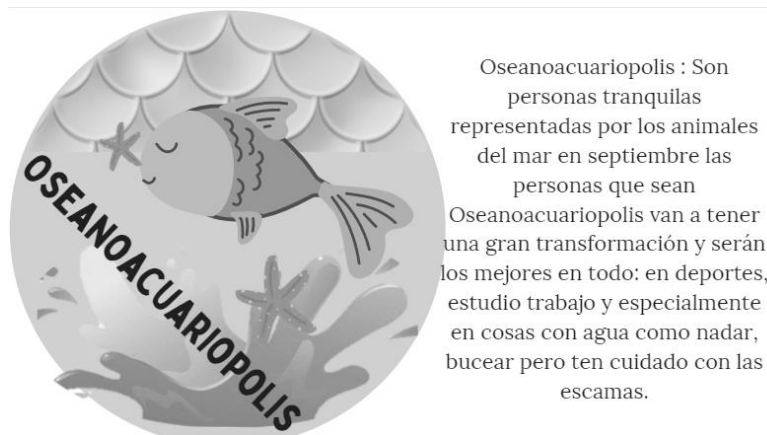 OSEANOACUARIOPOLIS
Oseanoacuariopolis : Son
personas tranquilas
representadas por los animales
del mar en septiembre las
personas que sean
Oseanoacuariopolis van a tener
una gran transformación y serán
los mejores en todo: en deportes,
estudio trabajo y especialmente
en cosas con agua como nadar,
bucear pero ten cuidado con las
escamas.